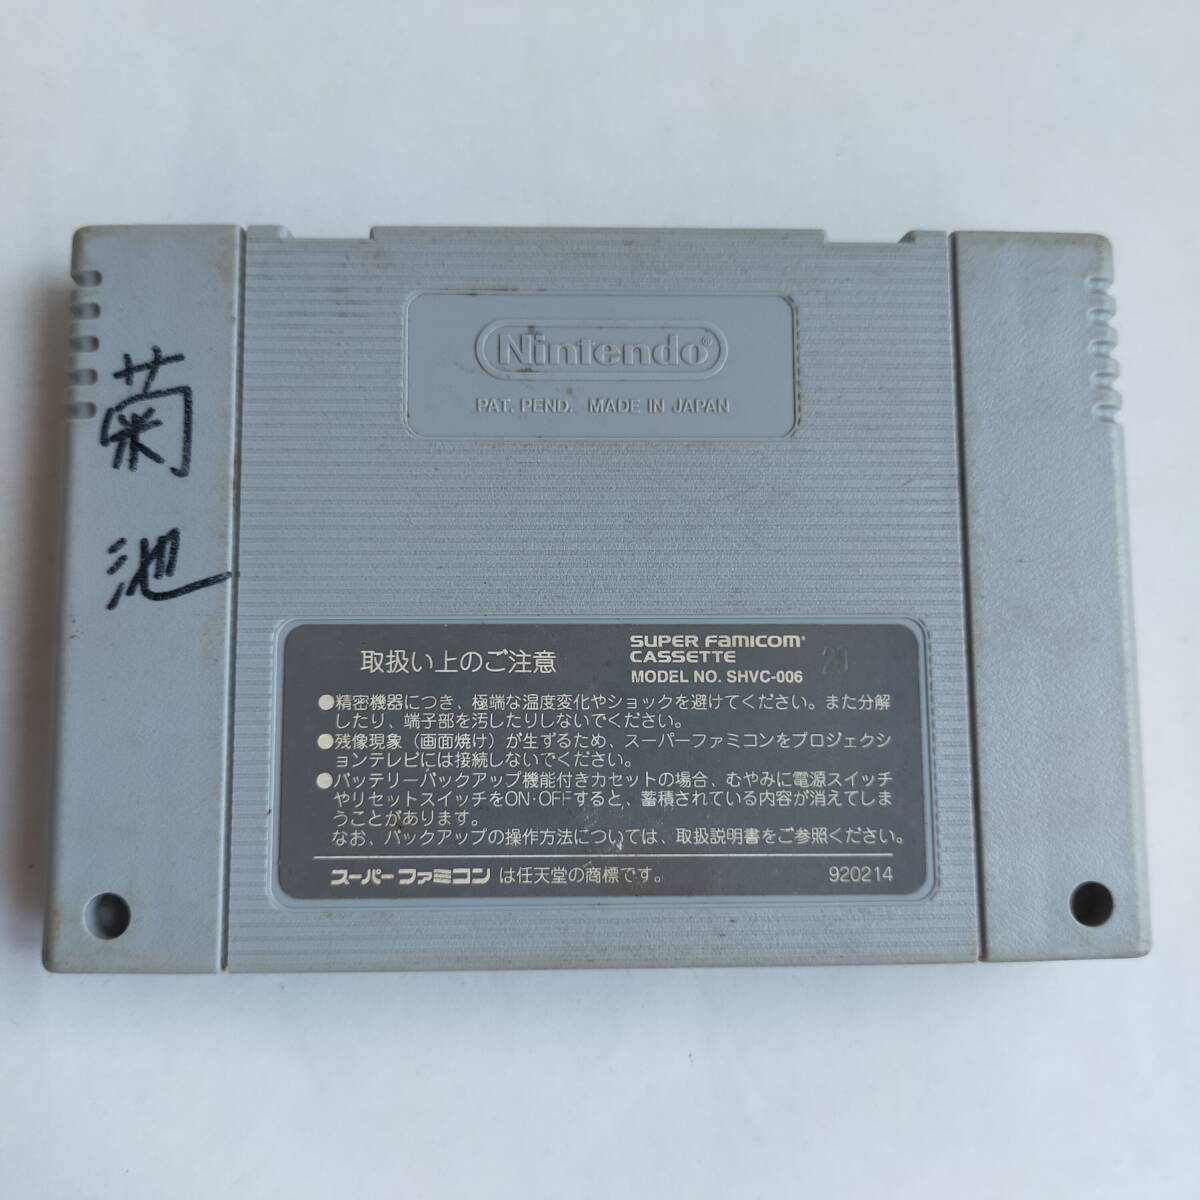 Nintendo®
PAT. PEND. MADE IN JAPAN
菊池
取扱い上のご注意
SUPER FAMICOM
CASSETTE
MODEL NO. SHVC-006
20
●精密機器につき、極端な温度変化やショックを避けてください。また分解
したり、端子部を汚したりしないでください。
●残像現象（画面焼け）が生ずるため、スーパーファミコンをプロジェクシ
ョンテレビには接続しないでください。
●バッテリーバックアップ機能付きカセットの場合、むやみに電源スイッチ
やリセットスイッチをON・OFFすると、蓄積されている内容が消えてしま
うことがあります。
なお、バックアップの操作方法については、取扱説明書をご参照ください。
スーパーファミコンは任天堂の商標です。
920214